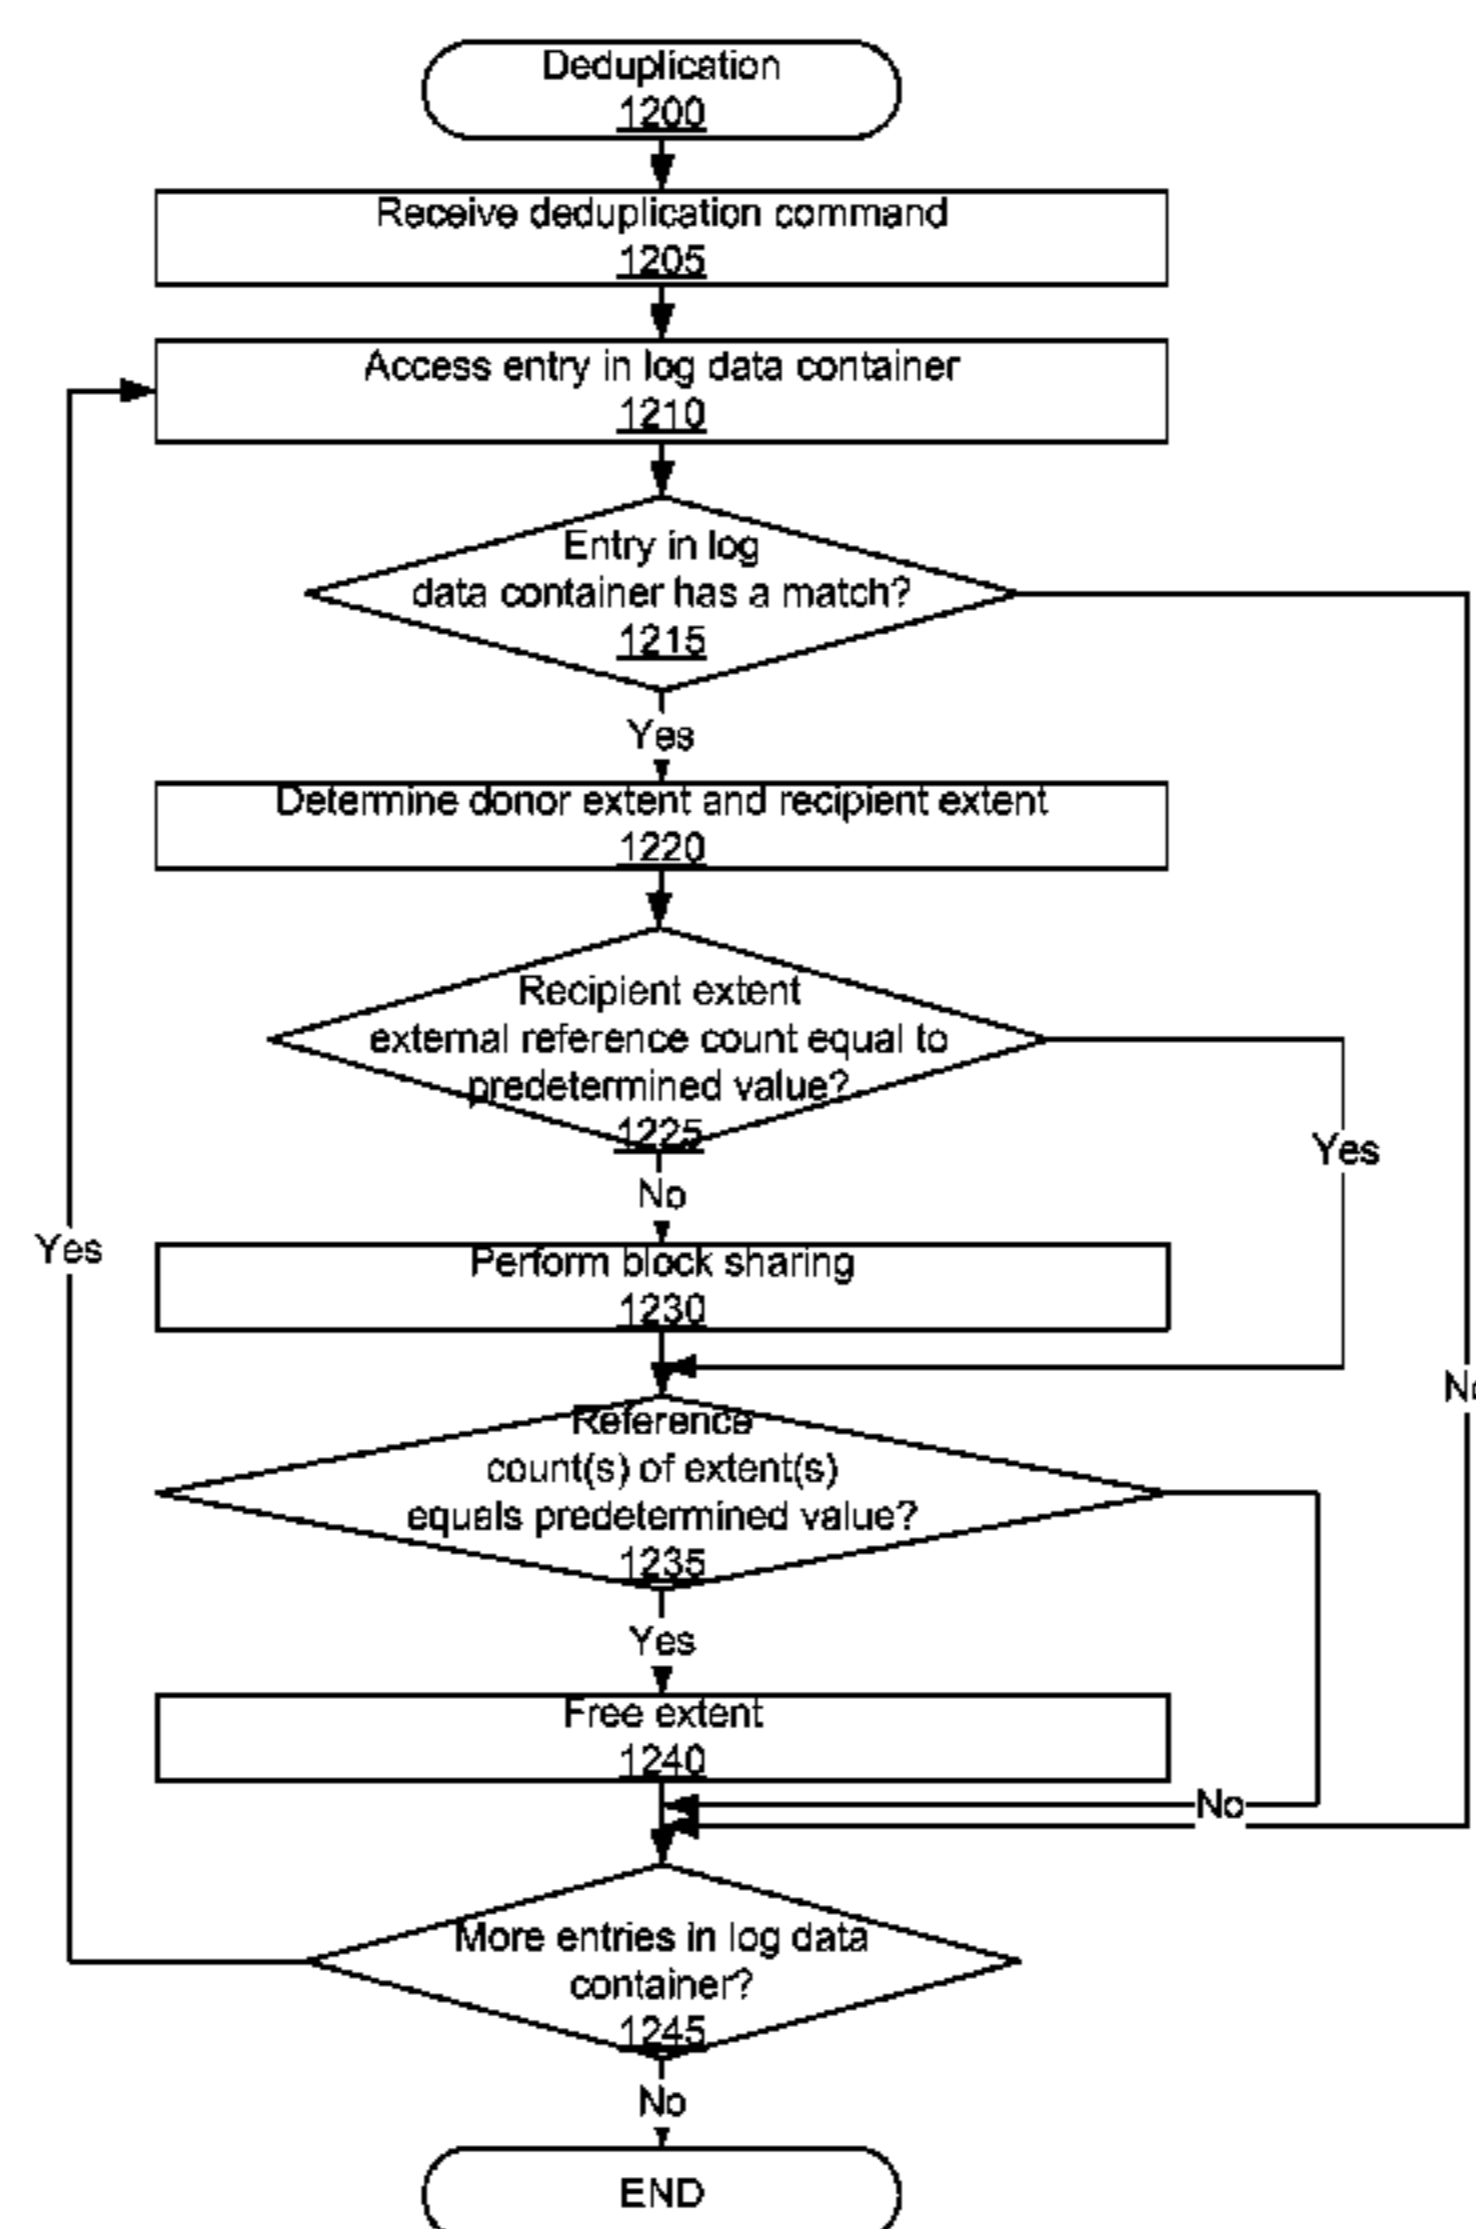 Deduplication
1200
Receive deduplication command
1205
Access entry in log data container
1210
Entry in log
data container has a match?
1215
Yes
Determine donor extent and recipient extent
1220
Recipient extent
external reference count equal to
predetermined value?
1225
Yes
No
Yes
Perform block sharing
1230
No
Reference
count(s) of extent(s)
equals predetermined value?
1235
Yes
Free extent
1240
No
More entries in log data
container?
1245
No
END